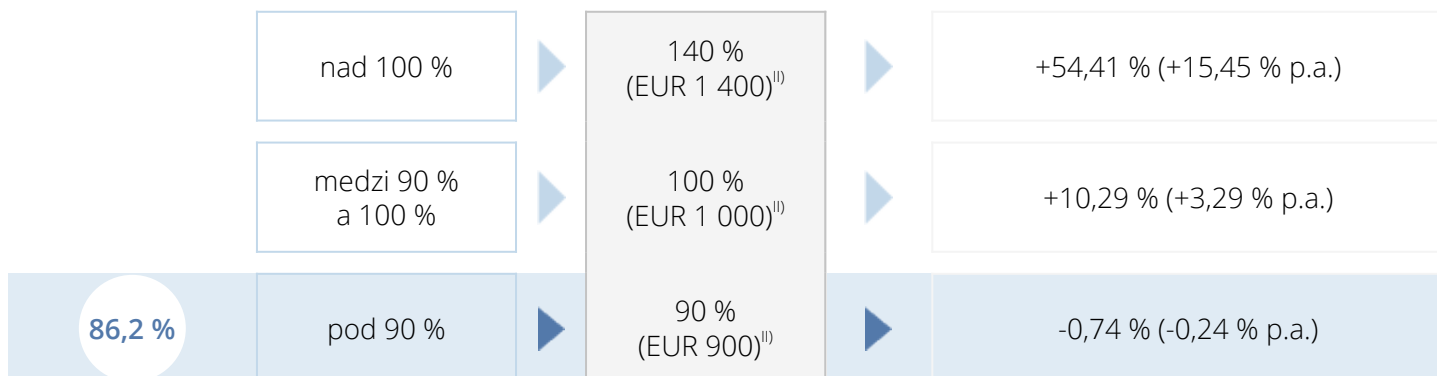 nad 100 %
140 %
(EUR 1 400)II)
+54,41 % (+15,45 % p.a.)
medzi 90 %
a 100 %
100 %
(EUR 1 000)II)
+10,29 % (+3,29 % p.a.)
86,2 %
pod 90 %
90 %
(EUR 900)II)
-0,74 % (-0,24 % p.a.)